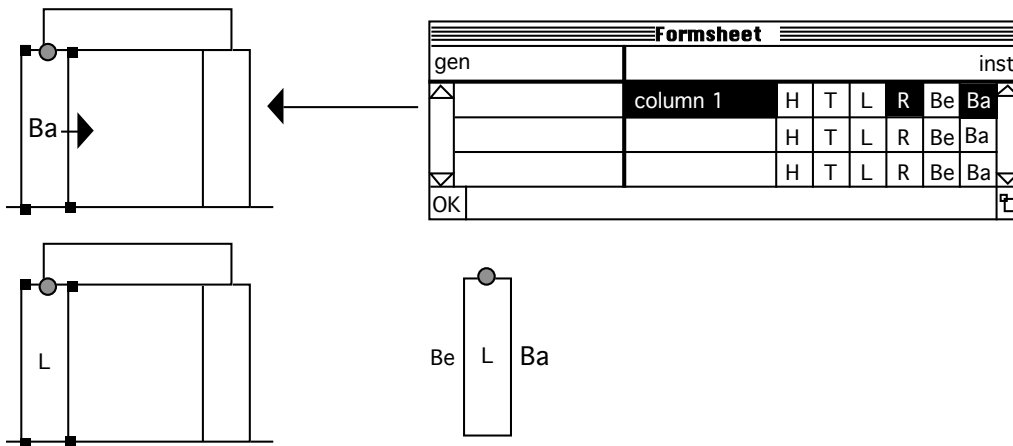 Formsheet
gen inst
column 1 H T L R Be Ba
H T L R Be Ba
H T L R Be Ba
OK
Ba
L
Be L Ba